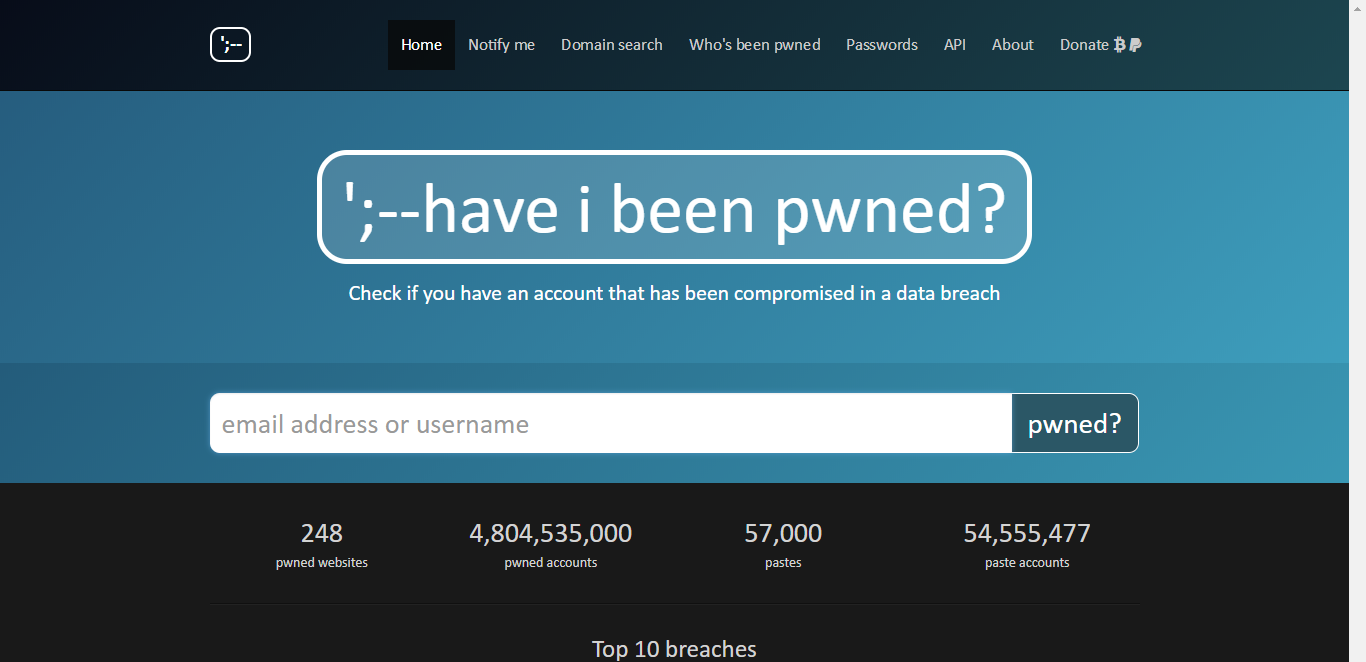 ';--
Home Notify me Domain search Who's been pwned Passwords API About Donate
';--have i been pwned?
Check if you have an account that has been compromised in a data breach
email address or username pwned?
248 4,804,535,000 57,000 54,555,477
pwned websites pwned accounts pastes paste accounts
Top 10 breaches